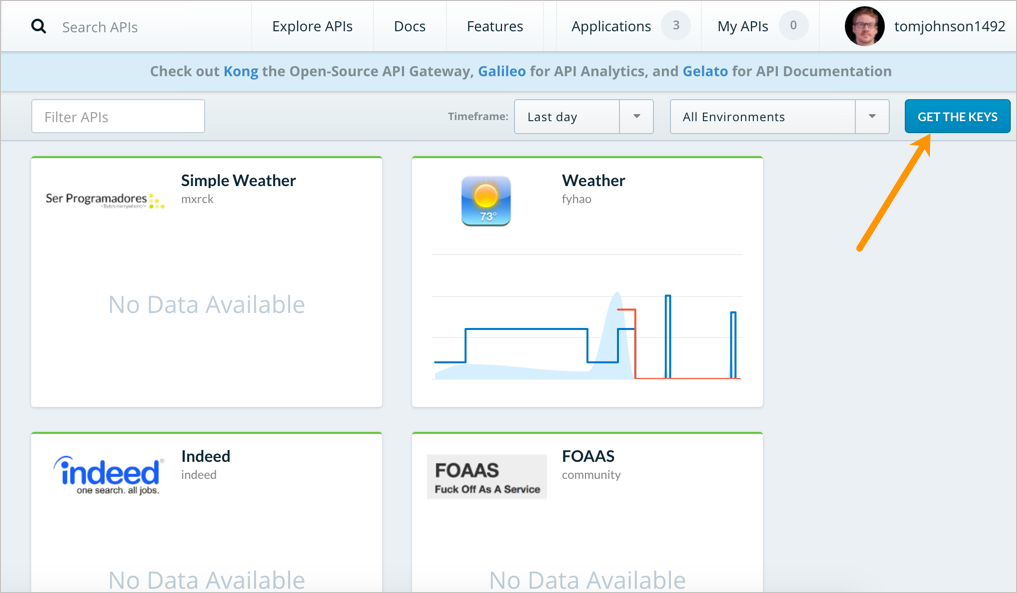 Search APIs
Explore APIs
Docs
Features
Applications 3
My APIs 0
tomjohnson1492
Check out Kong the Open-Source API Gateway, Galileo for API Analytics, and Gelato for API Documentation
Filter APIs
Timeframe: Last day
All Environments
GET THE KEYS
Ser Programadores
Simple Weather
mxrck
No Data Available
73°
Weather
fyhao
indeed
one search. all jobs.
Indeed
indeed
No Data Available
FOAAS
Fuck Off As A Service
FOAAS
community
No Data Available